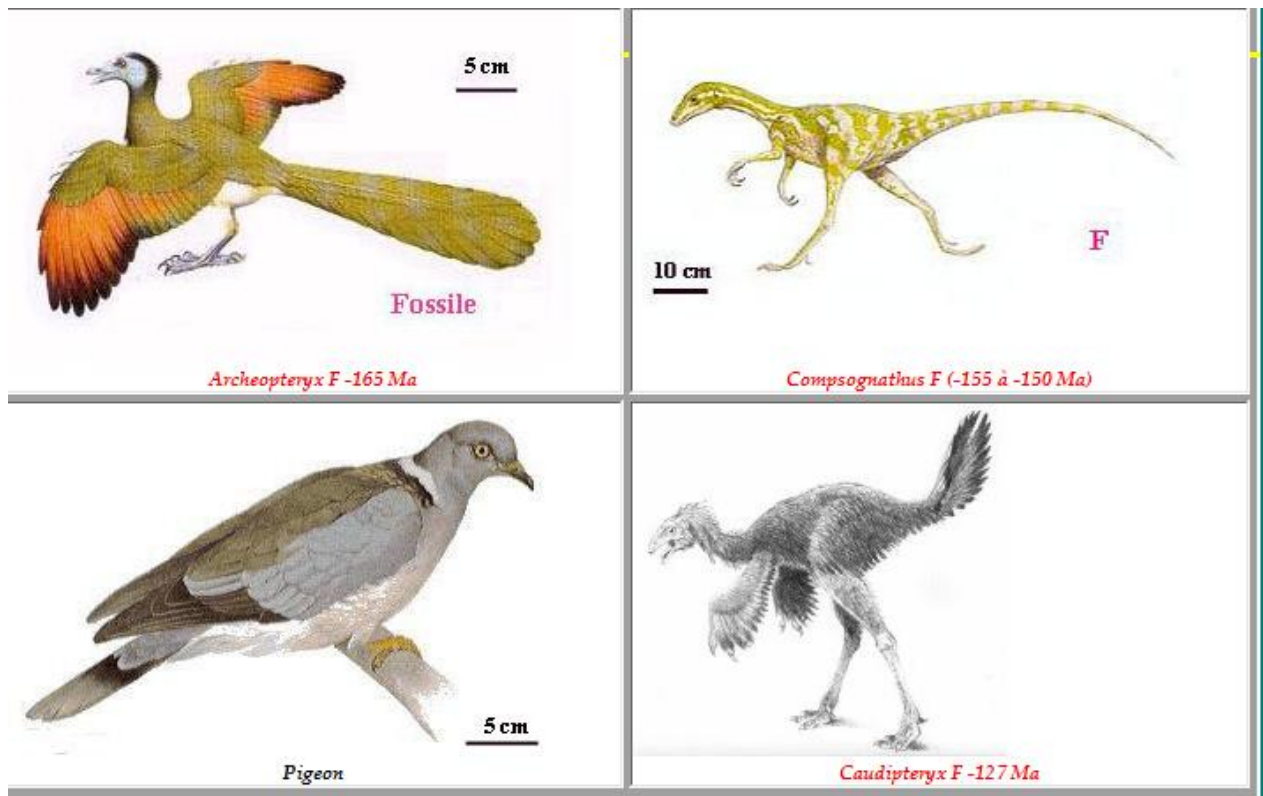 5 cm
Fossile
Archeopteryx F -165 Ma
F
10 cm
Compsognathus F (-155 à -150 Ma)
5 cm
Pigeon
Caudipteryx F -127 Ma